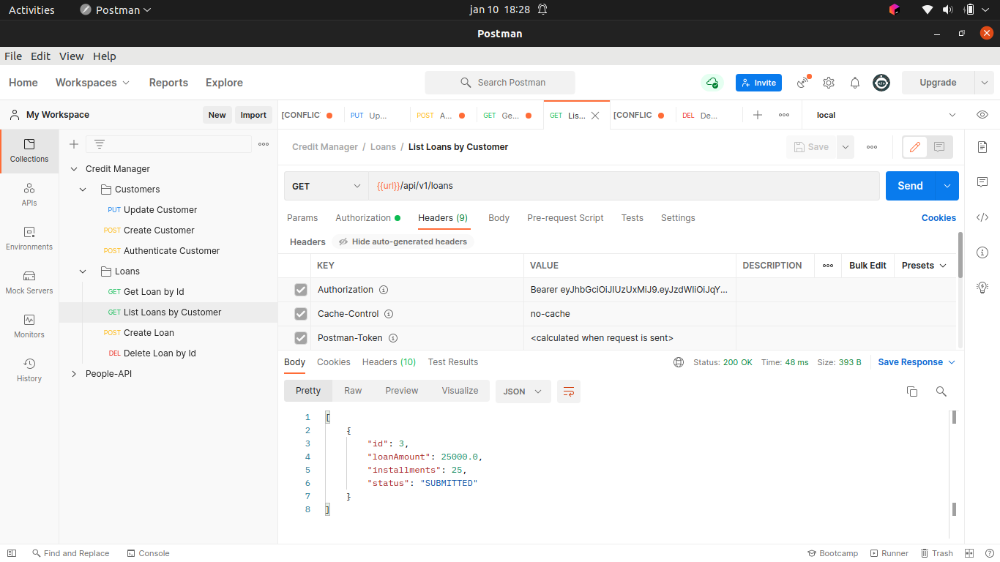 Activities Postman jan 10 18:28
Postman
File Edit View Help
Home Workspaces Reports Explore Search Postman Invite Upgrade
My Workspace New Import
[CONFLIC PUT Up... POST A... GET Ge... GET Lis... [CONFLIC DEL De... local
Collections
APIs
Environments
Mock Servers
Monitors
History
Credit Manager
Customers
PUT Update Customer
POST Create Customer
POST Authenticate Customer
Loans
GET Get Loan by Id
GET List Loans by Customer
POST Create Loan
DEL Delete Loan by Id
People-API
Credit Manager / Loans / List Loans by Customer Save
GET {{url}}/api/v1/loans Send
Params Authorization Headers (9) Body Pre-request Script Tests Settings Cookies
Headers Hide auto-generated headers
KEY VALUE DESCRIPTION Bulk Edit Presets
Authorization Bearer eyJhbGciOiJIUzUxMiJ9.eyJzdWIiOiJqY...
Cache-Control no-cache
Postman-Token <calculated when request is sent>
Body Cookies Headers (10) Test Results Status: 200 OK Time: 48 ms Size: 393 B Save Response
Pretty Raw Preview Visualize JSON
1 [
2 {
3 "id": 3,
4 "loanAmount": 25000.0,
5 "installments": 25,
6 "status": "SUBMITTED"
7 }
8 ]
Find and Replace Console Bootcamp Runner Trash